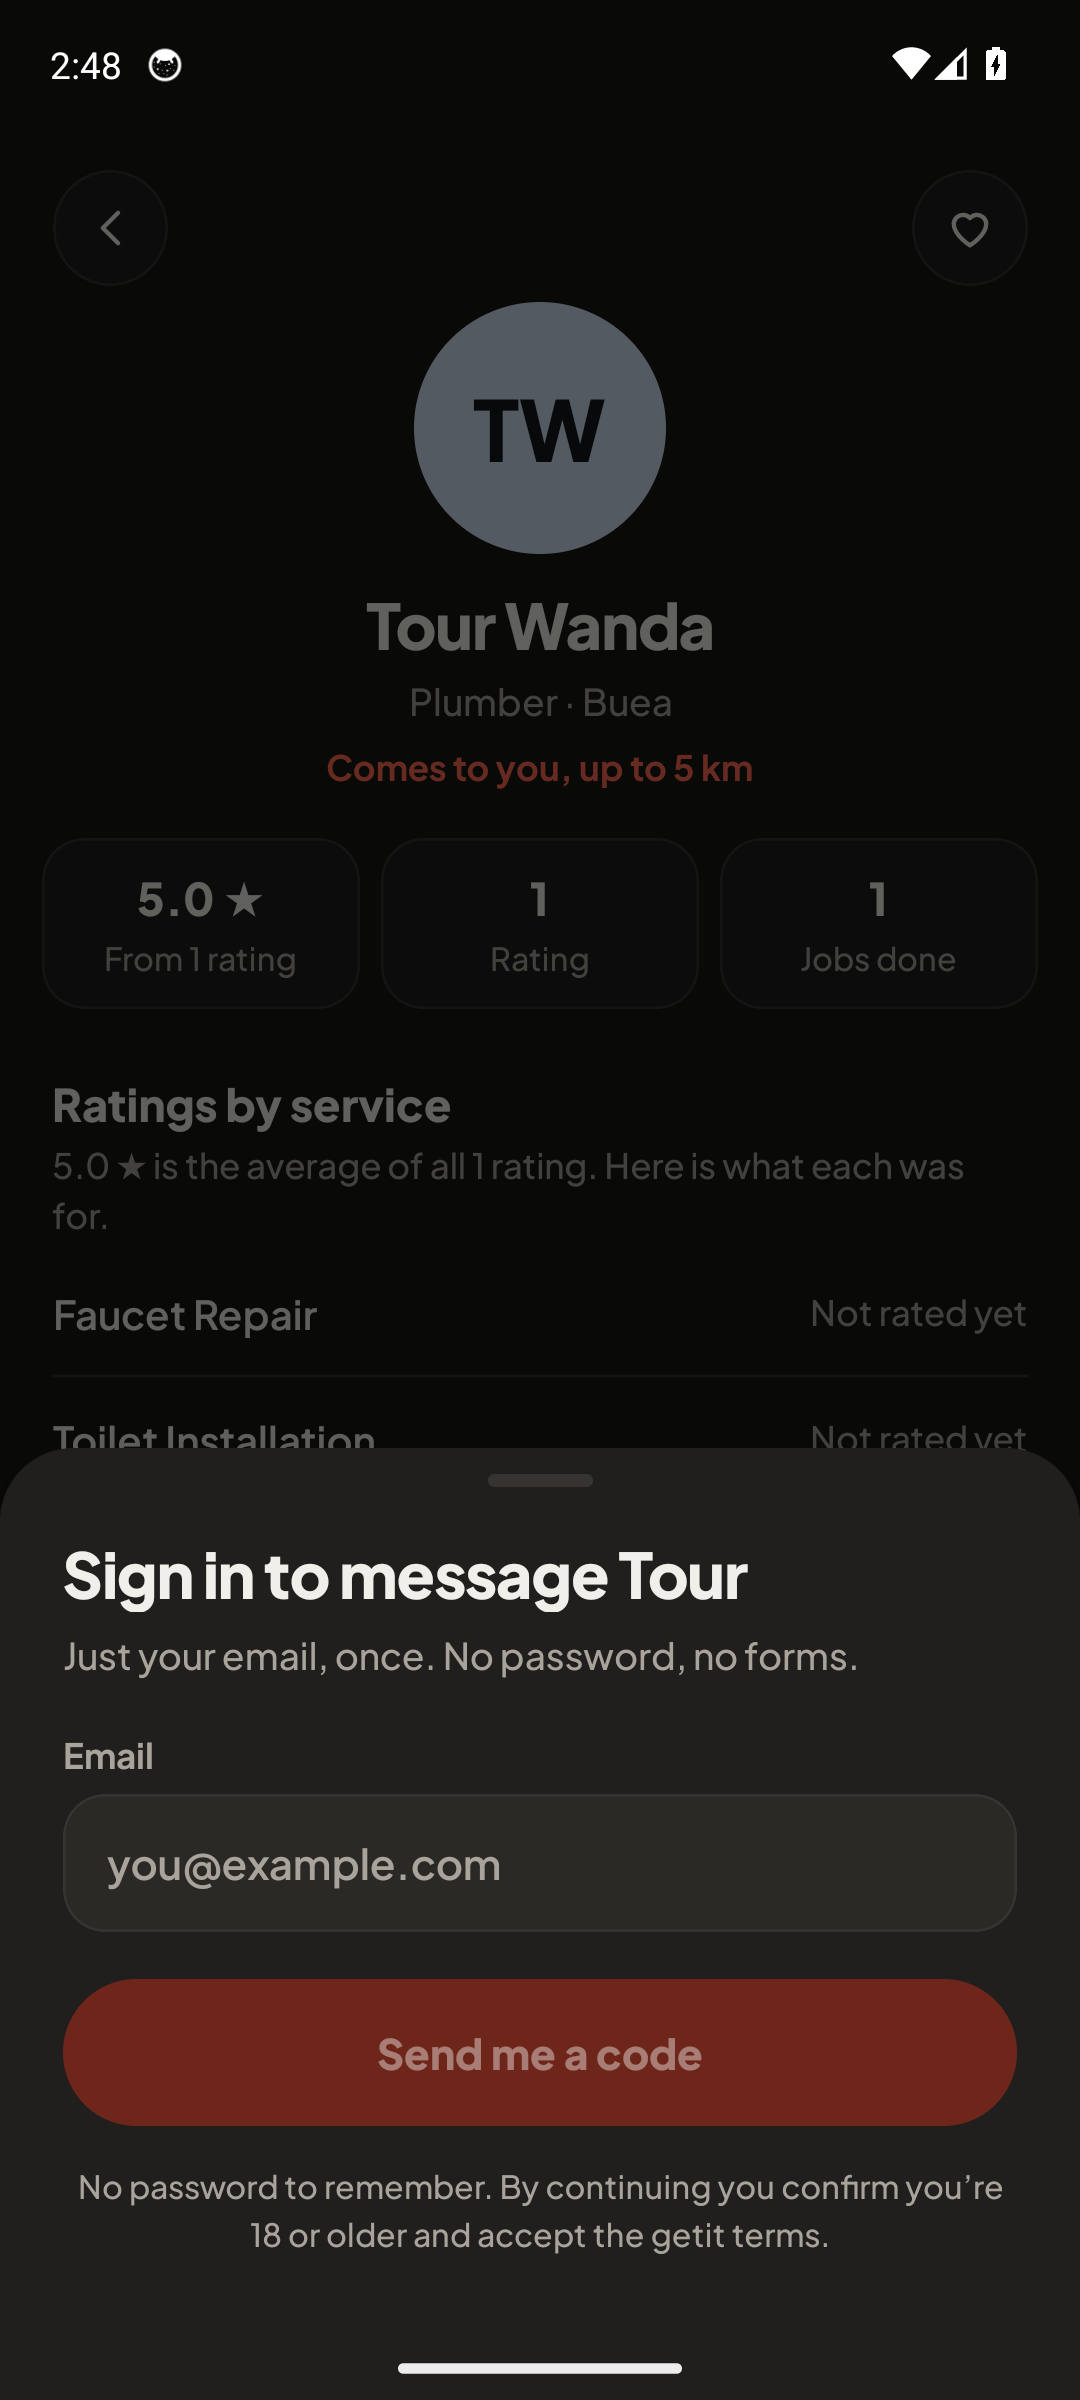 2:48
TW
Tour Wanda
Plumber · Buea
Comes to you, up to 5 km
5.0 ★
From 1 rating
1
Rating
1
Jobs done
Ratings by service
5.0 ★ is the average of all 1 rating. Here is what each was
for.
Faucet Repair
Not rated yet
Toilet Installation
Not rated yet
Sign in to message Tour
Just your email, once. No password, no forms.
Email
you@example.com
Send me a code
No password to remember. By continuing you confirm you’re
18 or older and accept the getit terms.